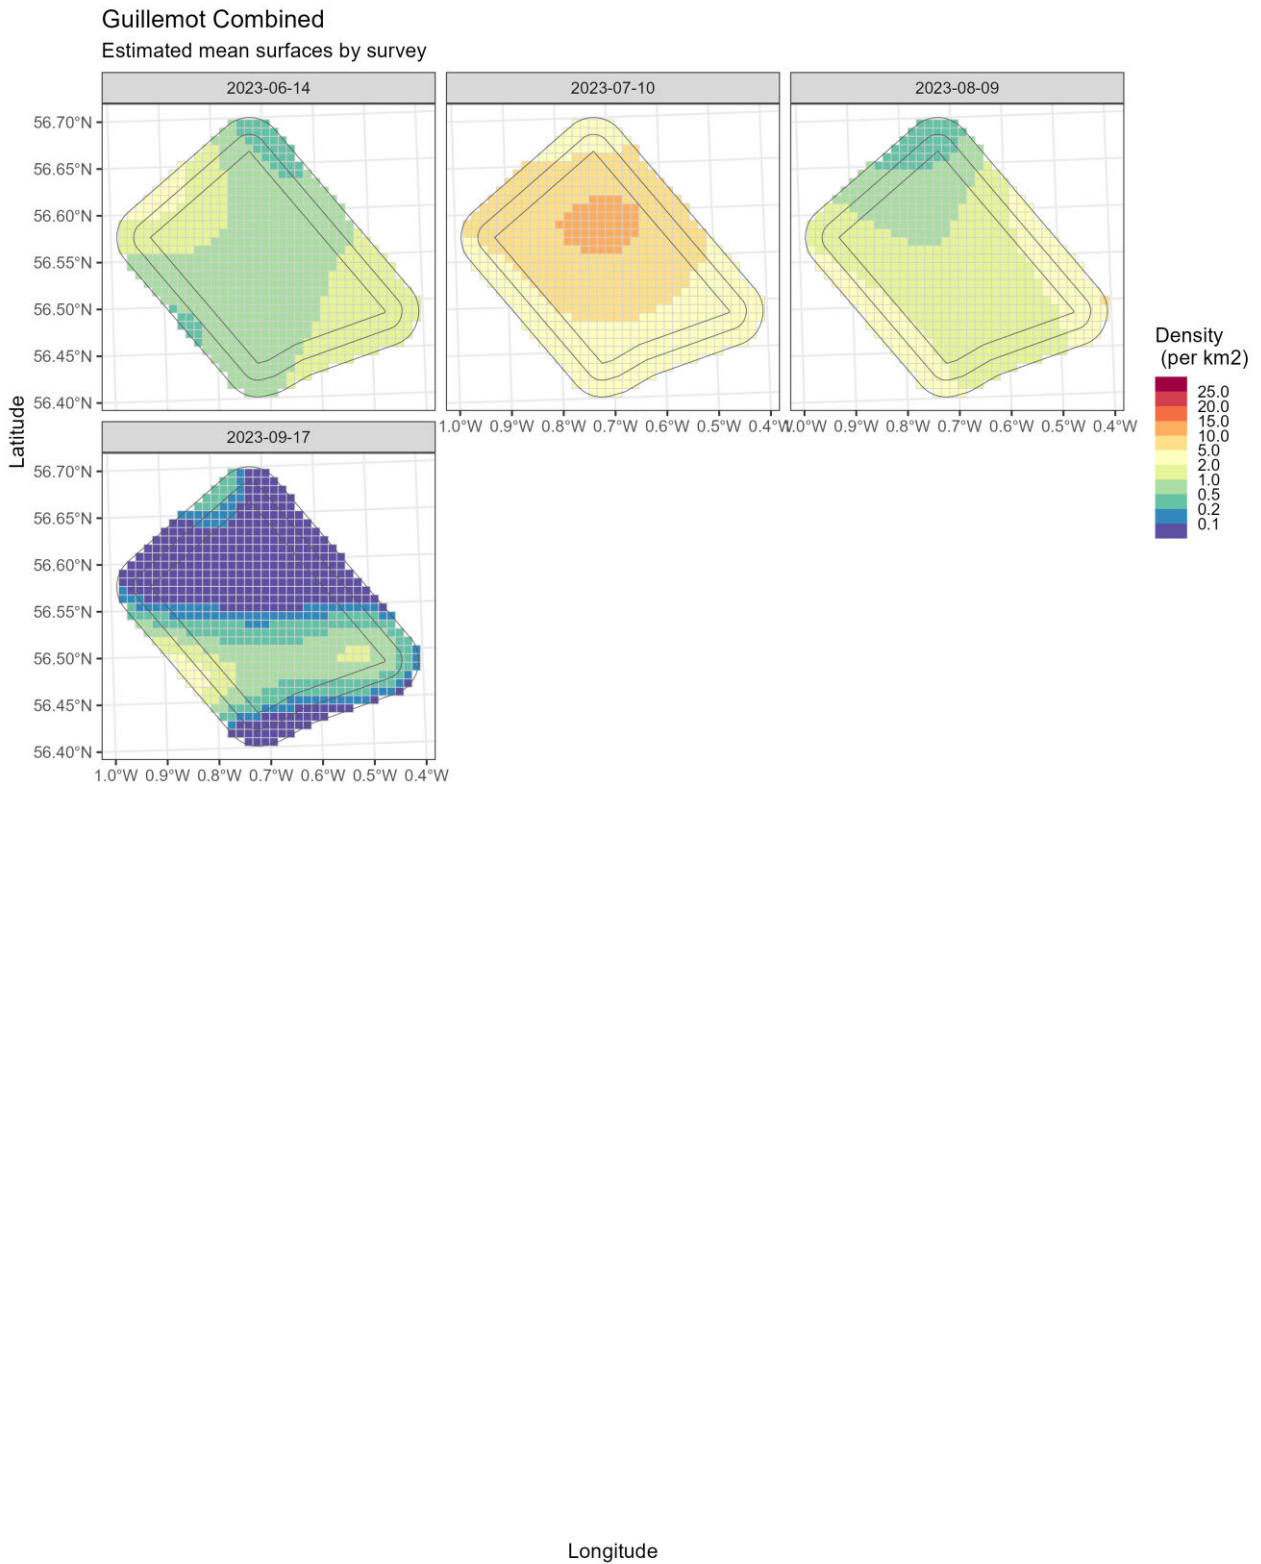 Guillemot Combined
Estimated mean surfaces by survey
2023-06-14
2023-07-10
2023-08-09
56.70°N
56.65°N
56.60°N
56.55°N
56.50°N
56.45°N
56.40°N
1.0°W 0.9°W 0.8°W 0.7°W 0.6°W 0.5°W 0.4°W
1.0°W 0.9°W 0.8°W 0.7°W 0.6°W 0.5°W 0.4°W
2023-09-17
56.70°N
56.65°N
56.60°N
56.55°N
56.50°N
56.45°N
56.40°N
1.0°W 0.9°W 0.8°W 0.7°W 0.6°W 0.5°W 0.4°W
Latitude
Longitude
Density
(per km2)
25.0
20.0
15.0
10.0
5.0
2.0
1.0
0.5
0.2
0.1